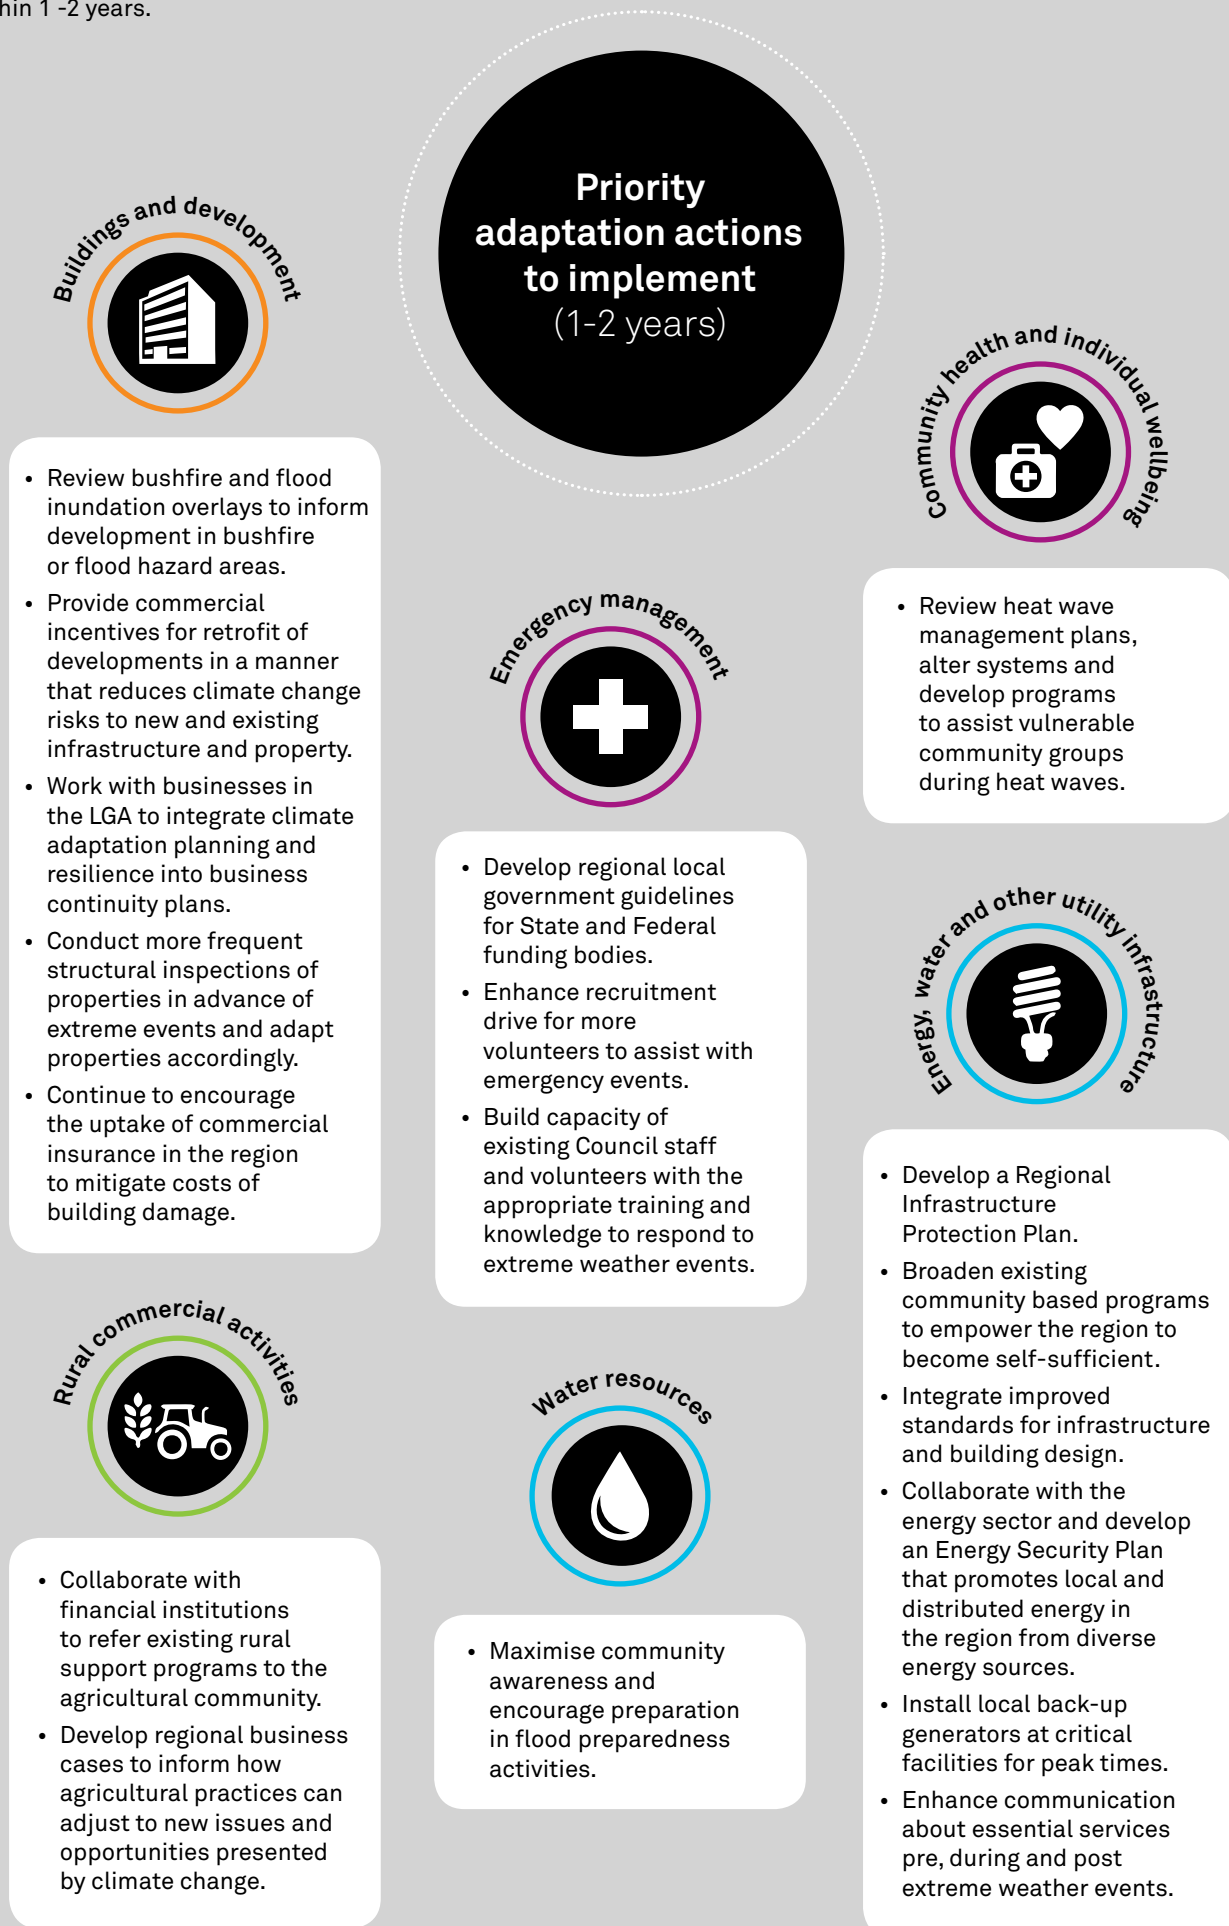 hin 1 -2 years.
Priority
adaptation actions
to implement
(1-2 years)
Buildings and development
• Review bushfire and flood
inundation overlays to inform
development in bushfire
or flood hazard areas.
• Provide commercial
incentives for retrofit of
developments in a manner
that reduces climate change
risks to new and existing
infrastructure and property.
• Work with businesses in
the LGA to integrate climate
adaptation planning and
resilience into business
continuity plans.
• Conduct more frequent
structural inspections of
properties in advance of
extreme events and adapt
properties accordingly.
• Continue to encourage
the uptake of commercial
insurance in the region
to mitigate costs of
building damage.
Rural commercial activities
• Collaborate with
financial institutions
to refer existing rural
support programs to the
agricultural community.
• Develop regional business
cases to inform how
agricultural practices can
adjust to new issues and
opportunities presented
by climate change.
Emergency management
• Develop regional local
government guidelines
for State and Federal
funding bodies.
• Enhance recruitment
drive for more
volunteers to assist with
emergency events.
• Build capacity of
existing Council staff
and volunteers with the
appropriate training and
knowledge to respond to
extreme weather events.
Water resources
• Maximise community
awareness and
encourage preparation
in flood preparedness
activities.
Community health and individual wellbeing
• Review heat wave
management plans,
alter systems and
develop programs
to assist vulnerable
community groups
during heat waves.
Energy, water and other utility infrastructure
• Develop a Regional
Infrastructure
Protection Plan.
• Broaden existing
community based programs
to empower the region to
become self-sufficient.
• Integrate improved
standards for infrastructure
and building design.
• Collaborate with the
energy sector and develop
an Energy Security Plan
that promotes local and
distributed energy in
the region from diverse
energy sources.
• Install local back-up
generators at critical
facilities for peak times.
• Enhance communication
about essential services
pre, during and post
extreme weather events.